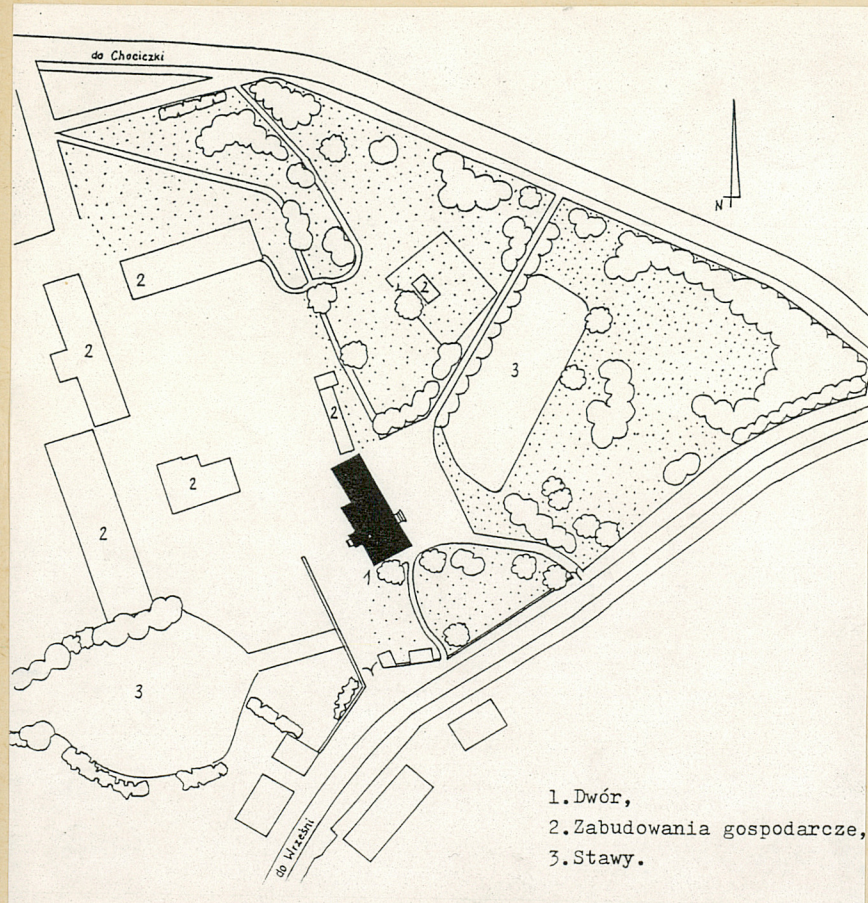 do Chociczki
N
2
2
2
3
2
2
2
1
3
do Wrześni
1.Dwór,
2.Zabudowania gospodarcze,
3.Stawy.